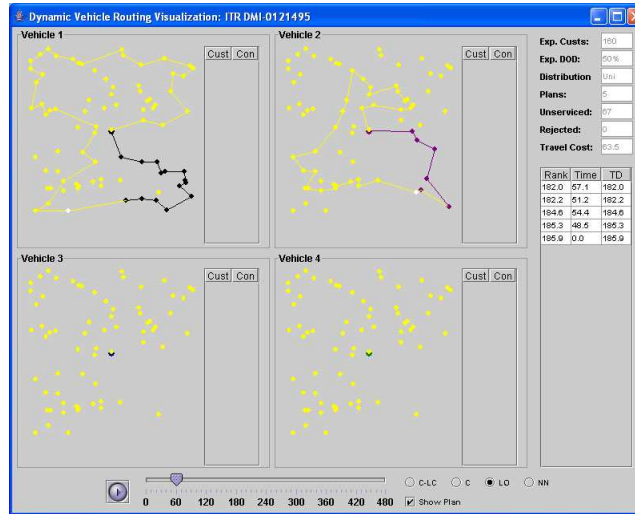 Dynamic Vehicle Routing Visualization: ITR DMI-0121495
Vehicle 1
Cust Con
Vehicle 2
Cust Con
Exp. Custs: 160
Exp. DOD: 50%
Distribution Uni
Plans: 5
Unserviced: 67
Rejected: 0
Travel Cost: 63.5
Rank Time TD
182.0 57.1 182.0
182.2 51.2 182.2
184.6 54.4 184.6
185.3 48.5 185.3
185.9 0.0 185.9
Vehicle 3
Cust Con
Vehicle 4
Cust Con
0 60 120 180 240 300 360 420 480
C-LC C LO NN
Show Plan